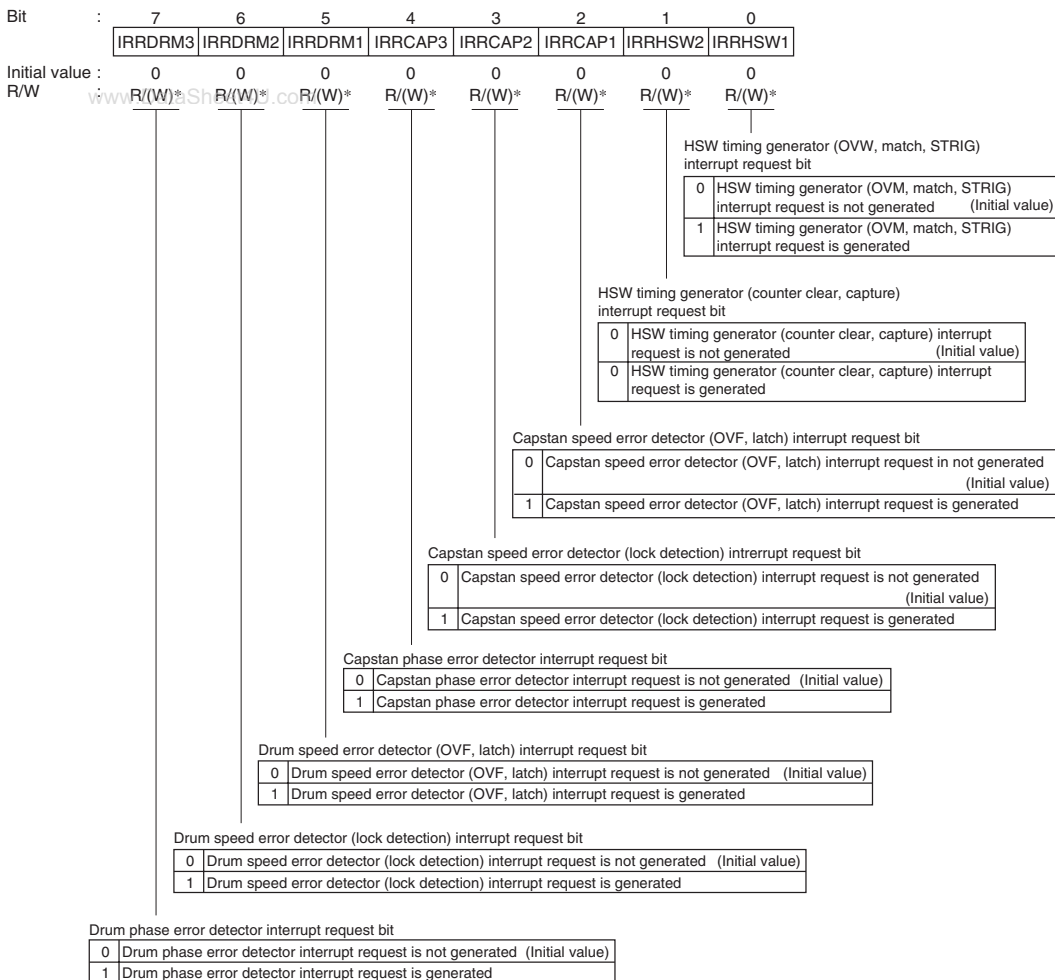 Bit : 7 6 5 4 3 2 1 0
IRRDRM3 IRRDRM2 IRRDRM1 IRRCAP3 IRRCAP2 IRRCAP1 IRRHSW2 IRRHSW1
Initial value : 0 0 0 0 0 0 0 0
R/W : R/(W)* R/(W)* R/(W)* R/(W)* R/(W)* R/(W)* R/(W)* R/(W)*
www.DataSheet4U.com
HSW timing generator (OVW, match, STRIG)
interrupt request bit
0 HSW timing generator (OVM, match, STRIG)
interrupt request is not generated (Initial value)
1 HSW timing generator (OVM, match, STRIG)
interrupt request is generated
HSW timing generator (counter clear, capture)
interrupt request bit
0 HSW timing generator (counter clear, capture) interrupt
request is not generated (Initial value)
0 HSW timing generator (counter clear, capture) interrupt
request is generated
Capstan speed error detector (OVF, latch) interrupt request bit
0 Capstan speed error detector (OVF, latch) interrupt request in not generated
(Initial value)
1 Capstan speed error detector (OVF, latch) interrupt request is generated
Capstan speed error detector (lock detection) intrerrupt request bit
0 Capstan speed error detector (lock detection) interrupt request is not generated
(Initial value)
1 Capstan speed error detector (lock detection) interrupt request is generated
Capstan phase error detector interrupt request bit
0 Capstan phase error detector interrupt request is not generated (Initial value)
1 Capstan phase error detector interrupt request is generated
Drum speed error detector (OVF, latch) interrupt request bit
0 Drum speed error detector (OVF, latch) interrupt request is not generated (Initial value)
1 Drum speed error detector (OVF, latch) interrupt request is generated
Drum speed error detector (lock detection) interrupt request bit
0 Drum speed error detector (lock detection) interrupt request is not generated (Initial value)
1 Drum speed error detector (lock detection) interrupt request is generated
Drum phase error detector interrupt request bit
0 Drum phase error detector interrupt request is not generated (Initial value)
1 Drum phase error detector interrupt request is generated